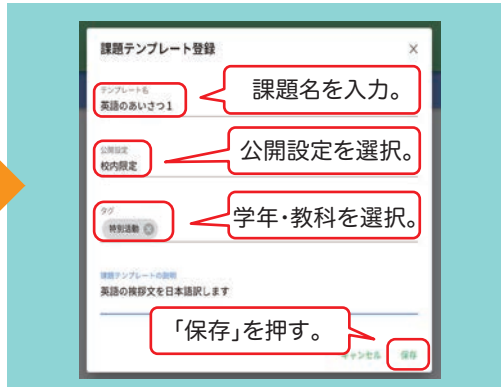 課題テンプレート登録 ×
テンプレート名
英語のあいさつ1
課題名を入力。
公開設定
校内限定
公開設定を選択。
タグ
特別活動
学年・教科を選択。
課題テンプレートの説明
英語の挨拶文を日本語訳します
「保存」を押す。
キャンセル 保存